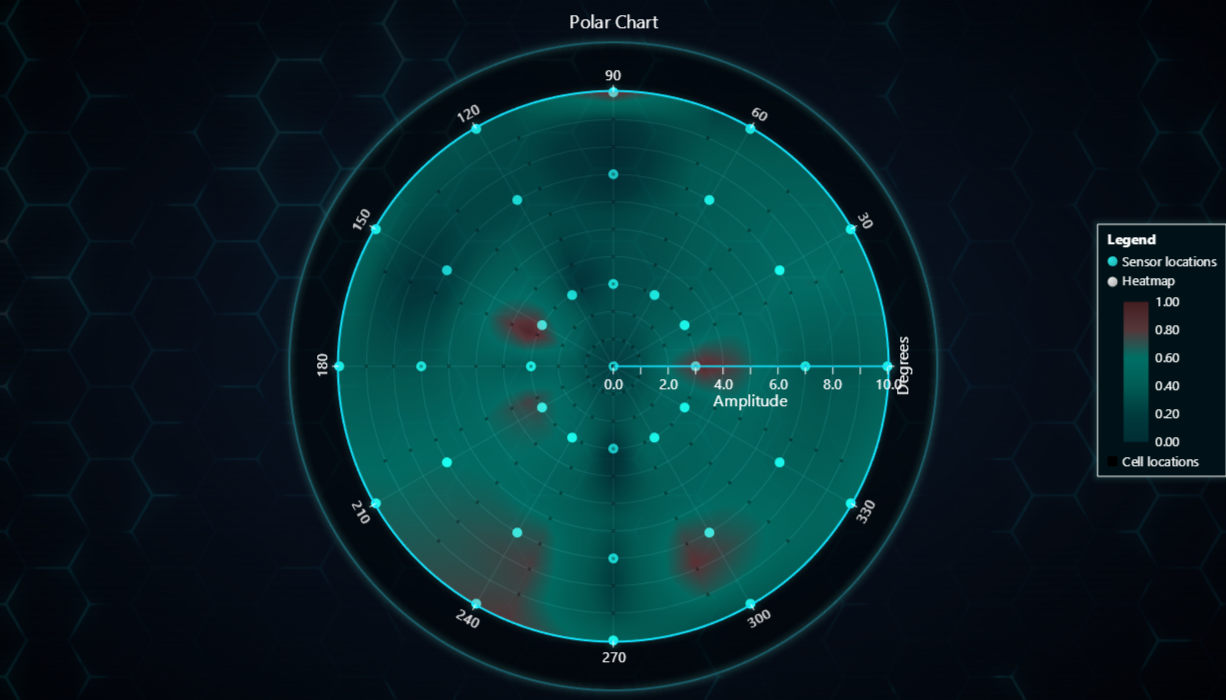 Polar Chart
90
120
60
150
30
180
0.0 2.0 4.0 6.0 8.0 10.0
Amplitude
Degrees
210
330
240
300
270
Legend
Sensor locations
Heatmap
1.00
0.80
0.60
0.40
0.20
0.00
Cell locations